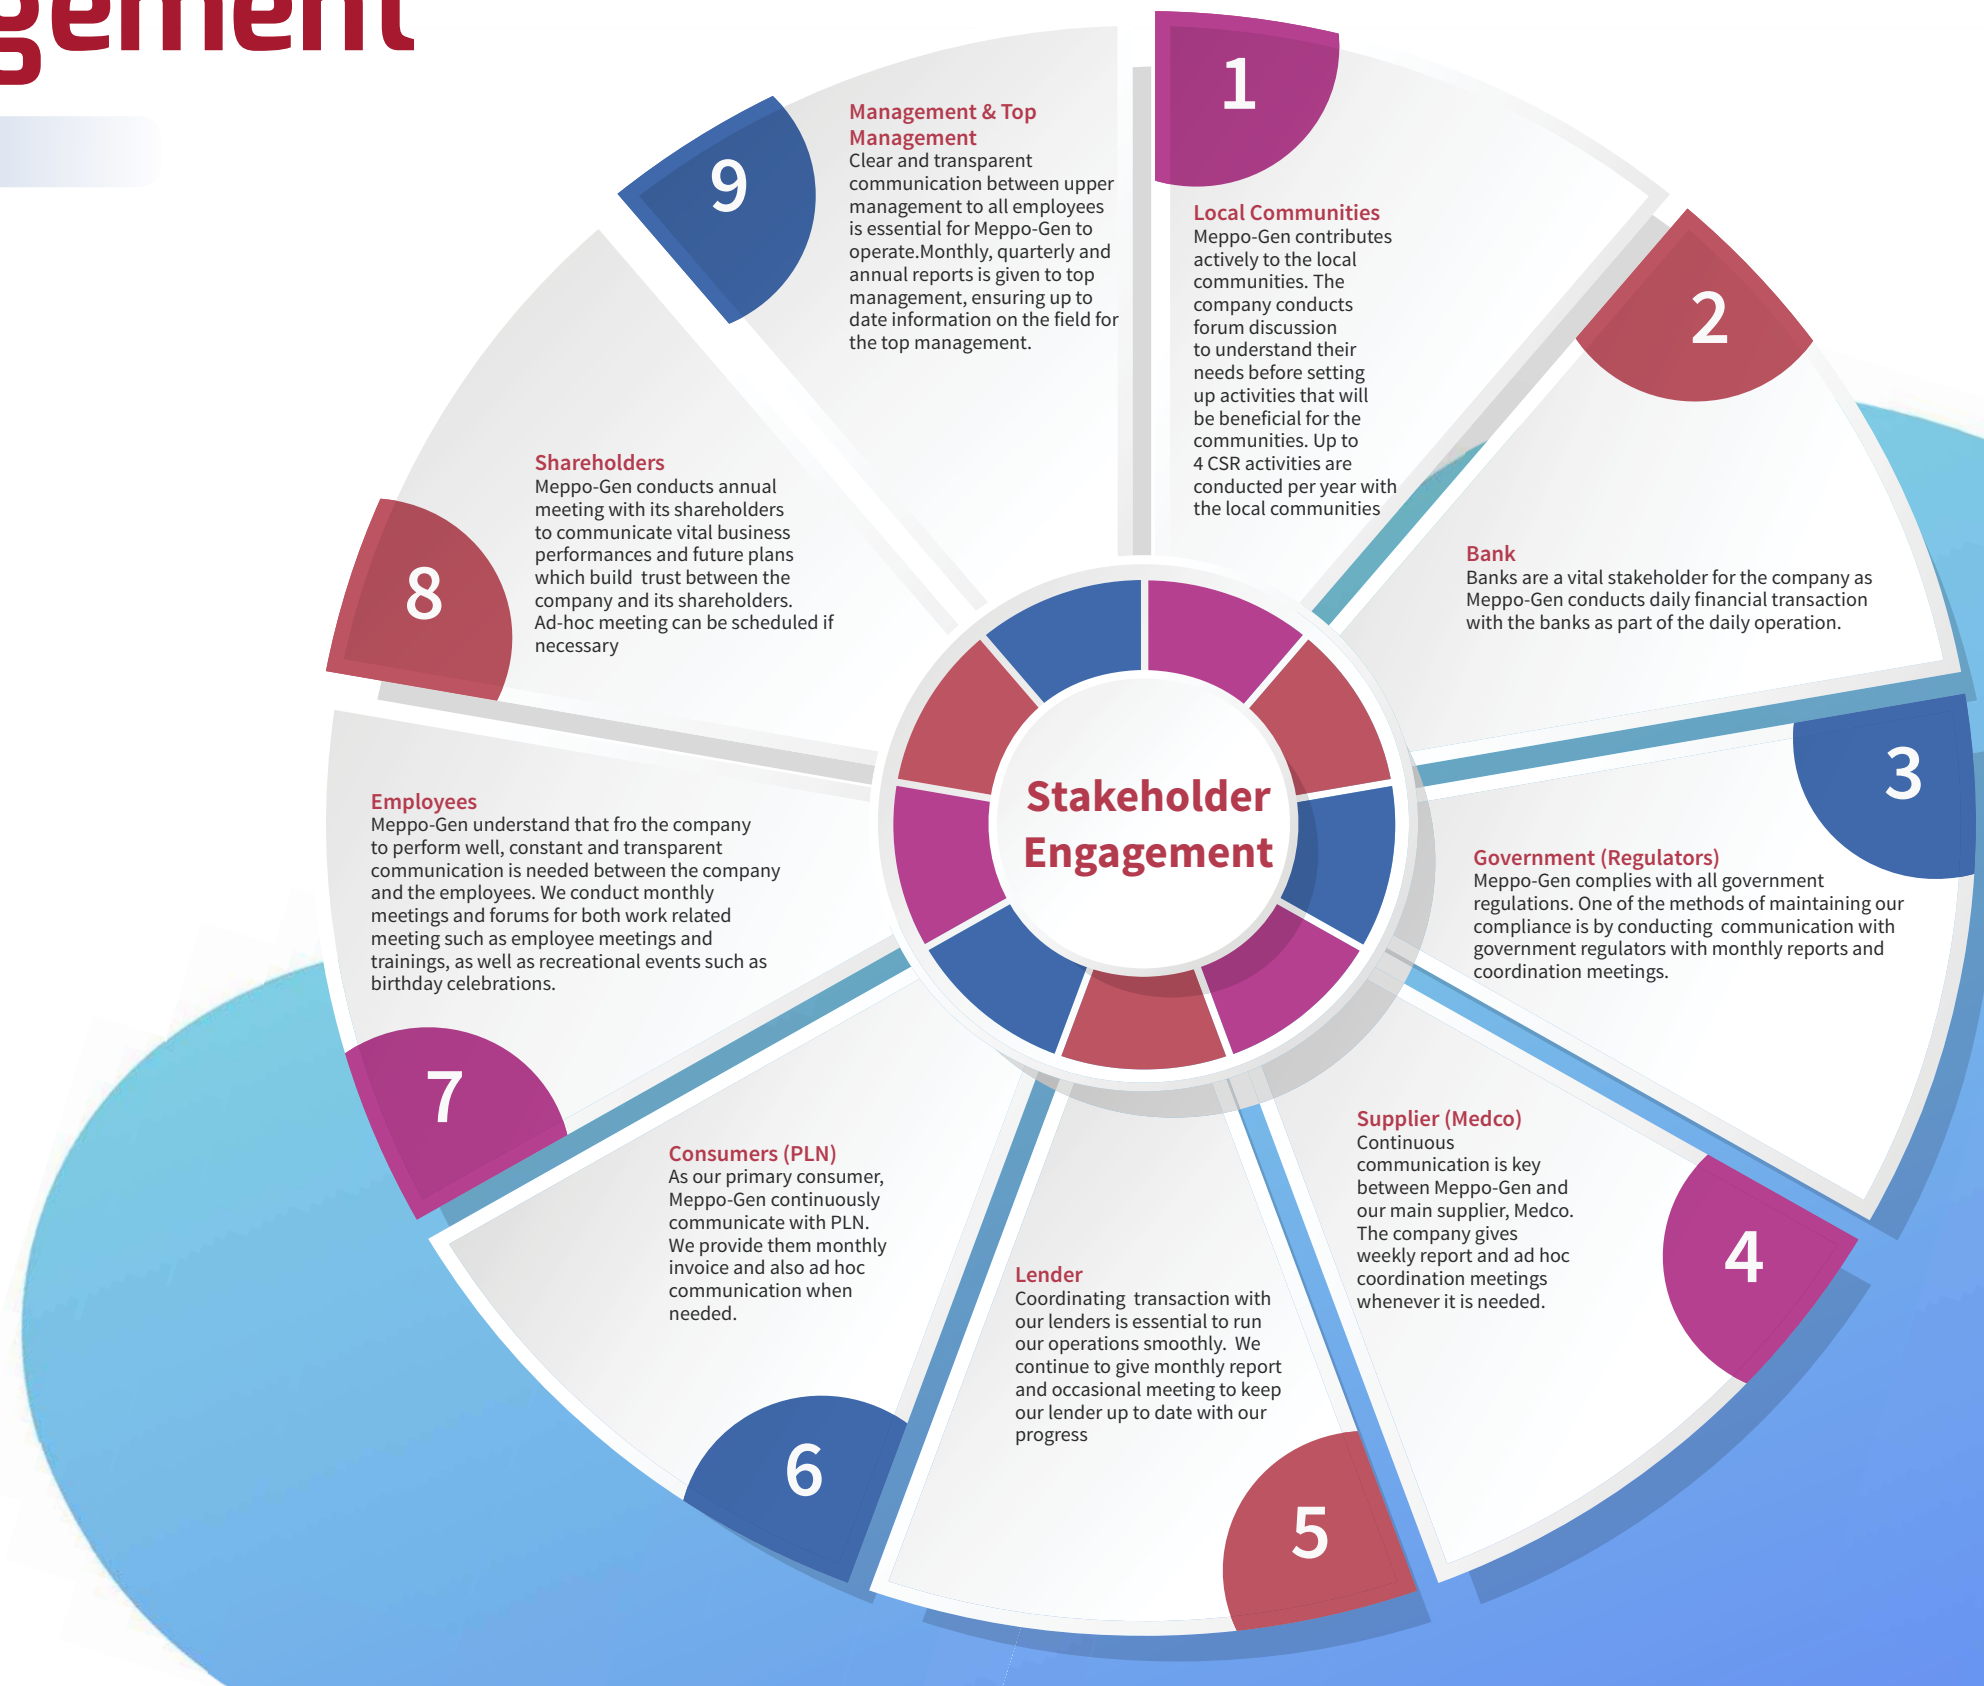 gement
Stakeholder
Engagement
1
Local Communities
Meppo-Gen contributes
actively to the local
communities. The
company conducts
forum discussion
to understand their
needs before setting
up activities that will
be beneficial for the
communities. Up to
4 CSR activities are
conducted per year with
the local communities
2
Bank
Banks are a vital stakeholder for the company as
Meppo-Gen conducts daily financial transaction
with the banks as part of the daily operation.
3
Government (Regulators)
Meppo-Gen complies with all government
regulations. One of the methods of maintaining our
compliance is by conducting communication with
government regulators with monthly reports and
coordination meetings.
4
Supplier (Medco)
Continuous
communication is key
between Meppo-Gen and
our main supplier, Medco.
The company gives
weekly report and ad hoc
coordination meetings
whenever it is needed.
5
Lender
Coordinating transaction with
our lenders is essential to run
our operations smoothly. We
continue to give monthly report
and occasional meeting to keep
our lender up to date with our
progress
6
Consumers (PLN)
As our primary consumer,
Meppo-Gen continuously
communicate with PLN.
We provide them monthly
invoice and also ad hoc
communication when
needed.
7
Employees
Meppo-Gen understand that fro the company
to perform well, constant and transparent
communication is needed between the company
and the employees. We conduct monthly
meetings and forums for both work related
meeting such as employee meetings and
trainings, as well as recreational events such as
birthday celebrations.
8
Shareholders
Meppo-Gen conducts annual
meeting with its shareholders
to communicate vital business
performances and future plans
which build trust between the
company and its shareholders.
Ad-hoc meeting can be scheduled if
necessary
9
Management & Top
Management
Clear and transparent
communication between upper
management to all employees
is essential for Meppo-Gen to
operate.Monthly, quarterly and
annual reports is given to top
management, ensuring up to
date information on the field for
the top management.